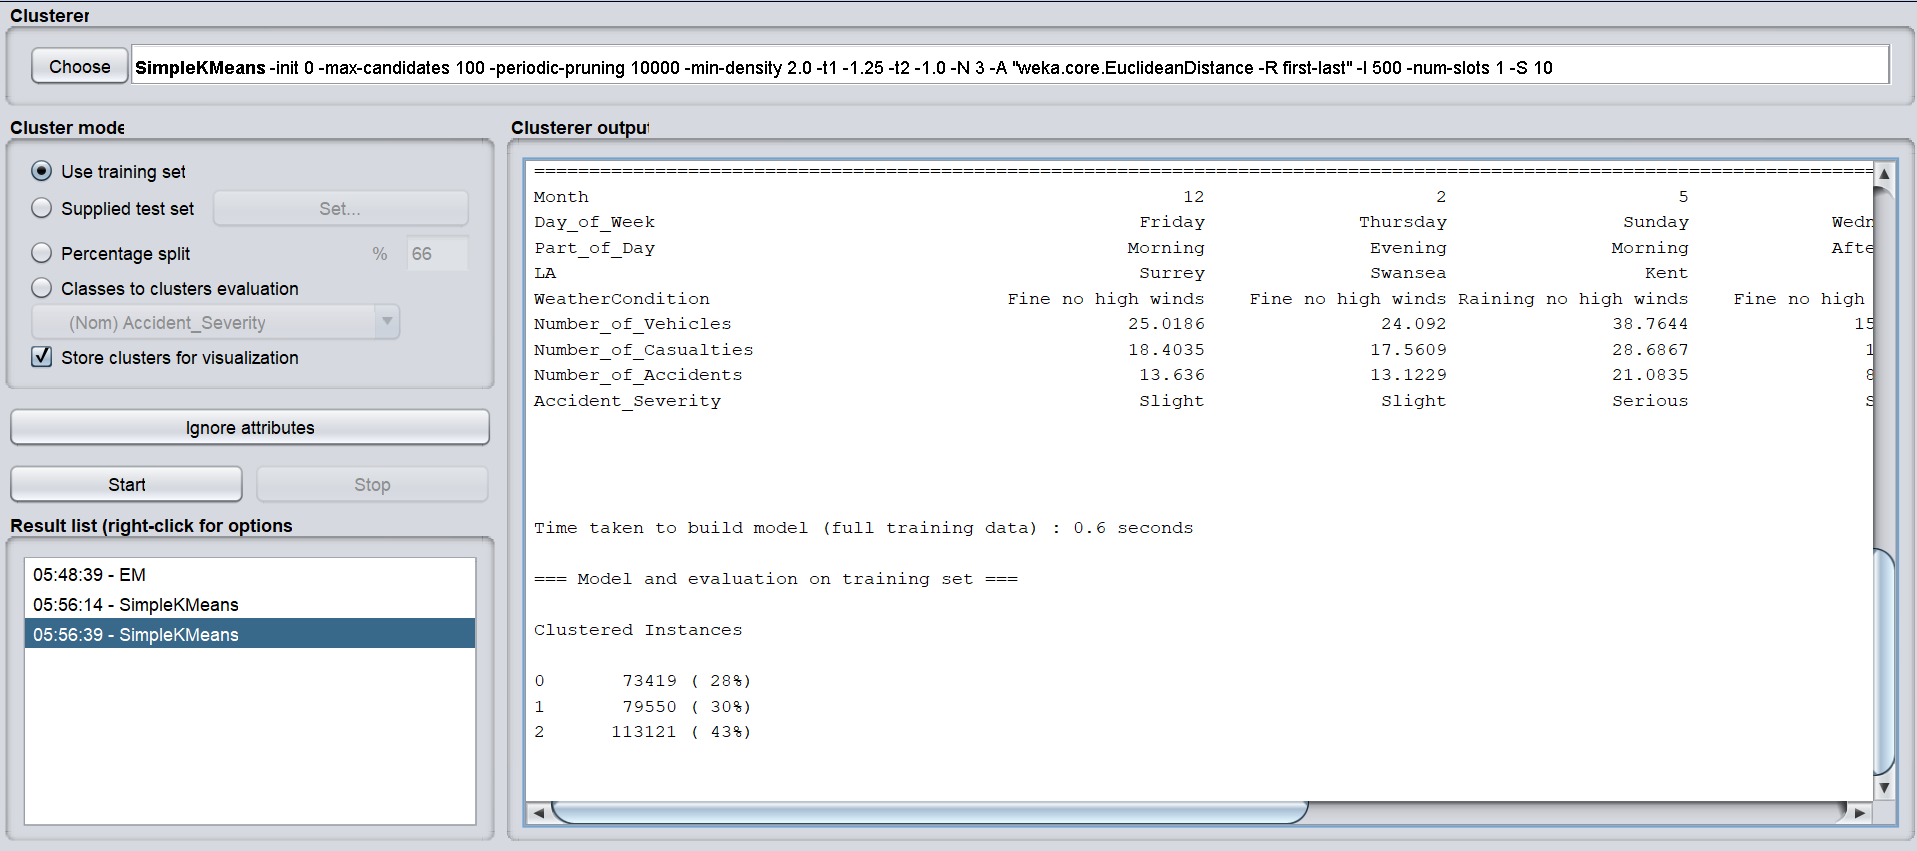 Clusterer
Choose SimpleKMeans -init 0 -max-candidates 100 -periodic-pruning 10000 -min-density 2.0 -t1 -1.25 -t2 -1.0 -N 3 -A "weka.core.EuclideanDistance -R first-last" -I 500 -num-slots 1 -S 10
Cluster mode
Use training set
Supplied test set Set...
Percentage split % 66
Classes to clusters evaluation
(Nom) Accident_Severity
Store clusters for visualization
Ignore attributes
Start Stop
Result list (right-click for options
05:48:39 - EM
05:56:14 - SimpleKMeans
05:56:39 - SimpleKMeans
Clusterer output
Month 12 2 5
Day_of_Week Friday Thursday Sunday Wedn
Part_of_Day Morning Evening Morning Afte
LA Surrey Swansea Kent
WeatherCondition Fine no high winds Fine no high winds Raining no high winds Fine no high
Number_of_Vehicles 25.0186 24.092 38.7644 15
Number_of_Casualties 18.4035 17.5609 28.6867 1
Number_of_Accidents 13.636 13.1229 21.0835 8
Accident_Severity Slight Slight Serious S
Time taken to build model (full training data) : 0.6 seconds
=== Model and evaluation on training set ===
Clustered Instances
0 73419 ( 28%)
1 79550 ( 30%)
2 113121 ( 43%)